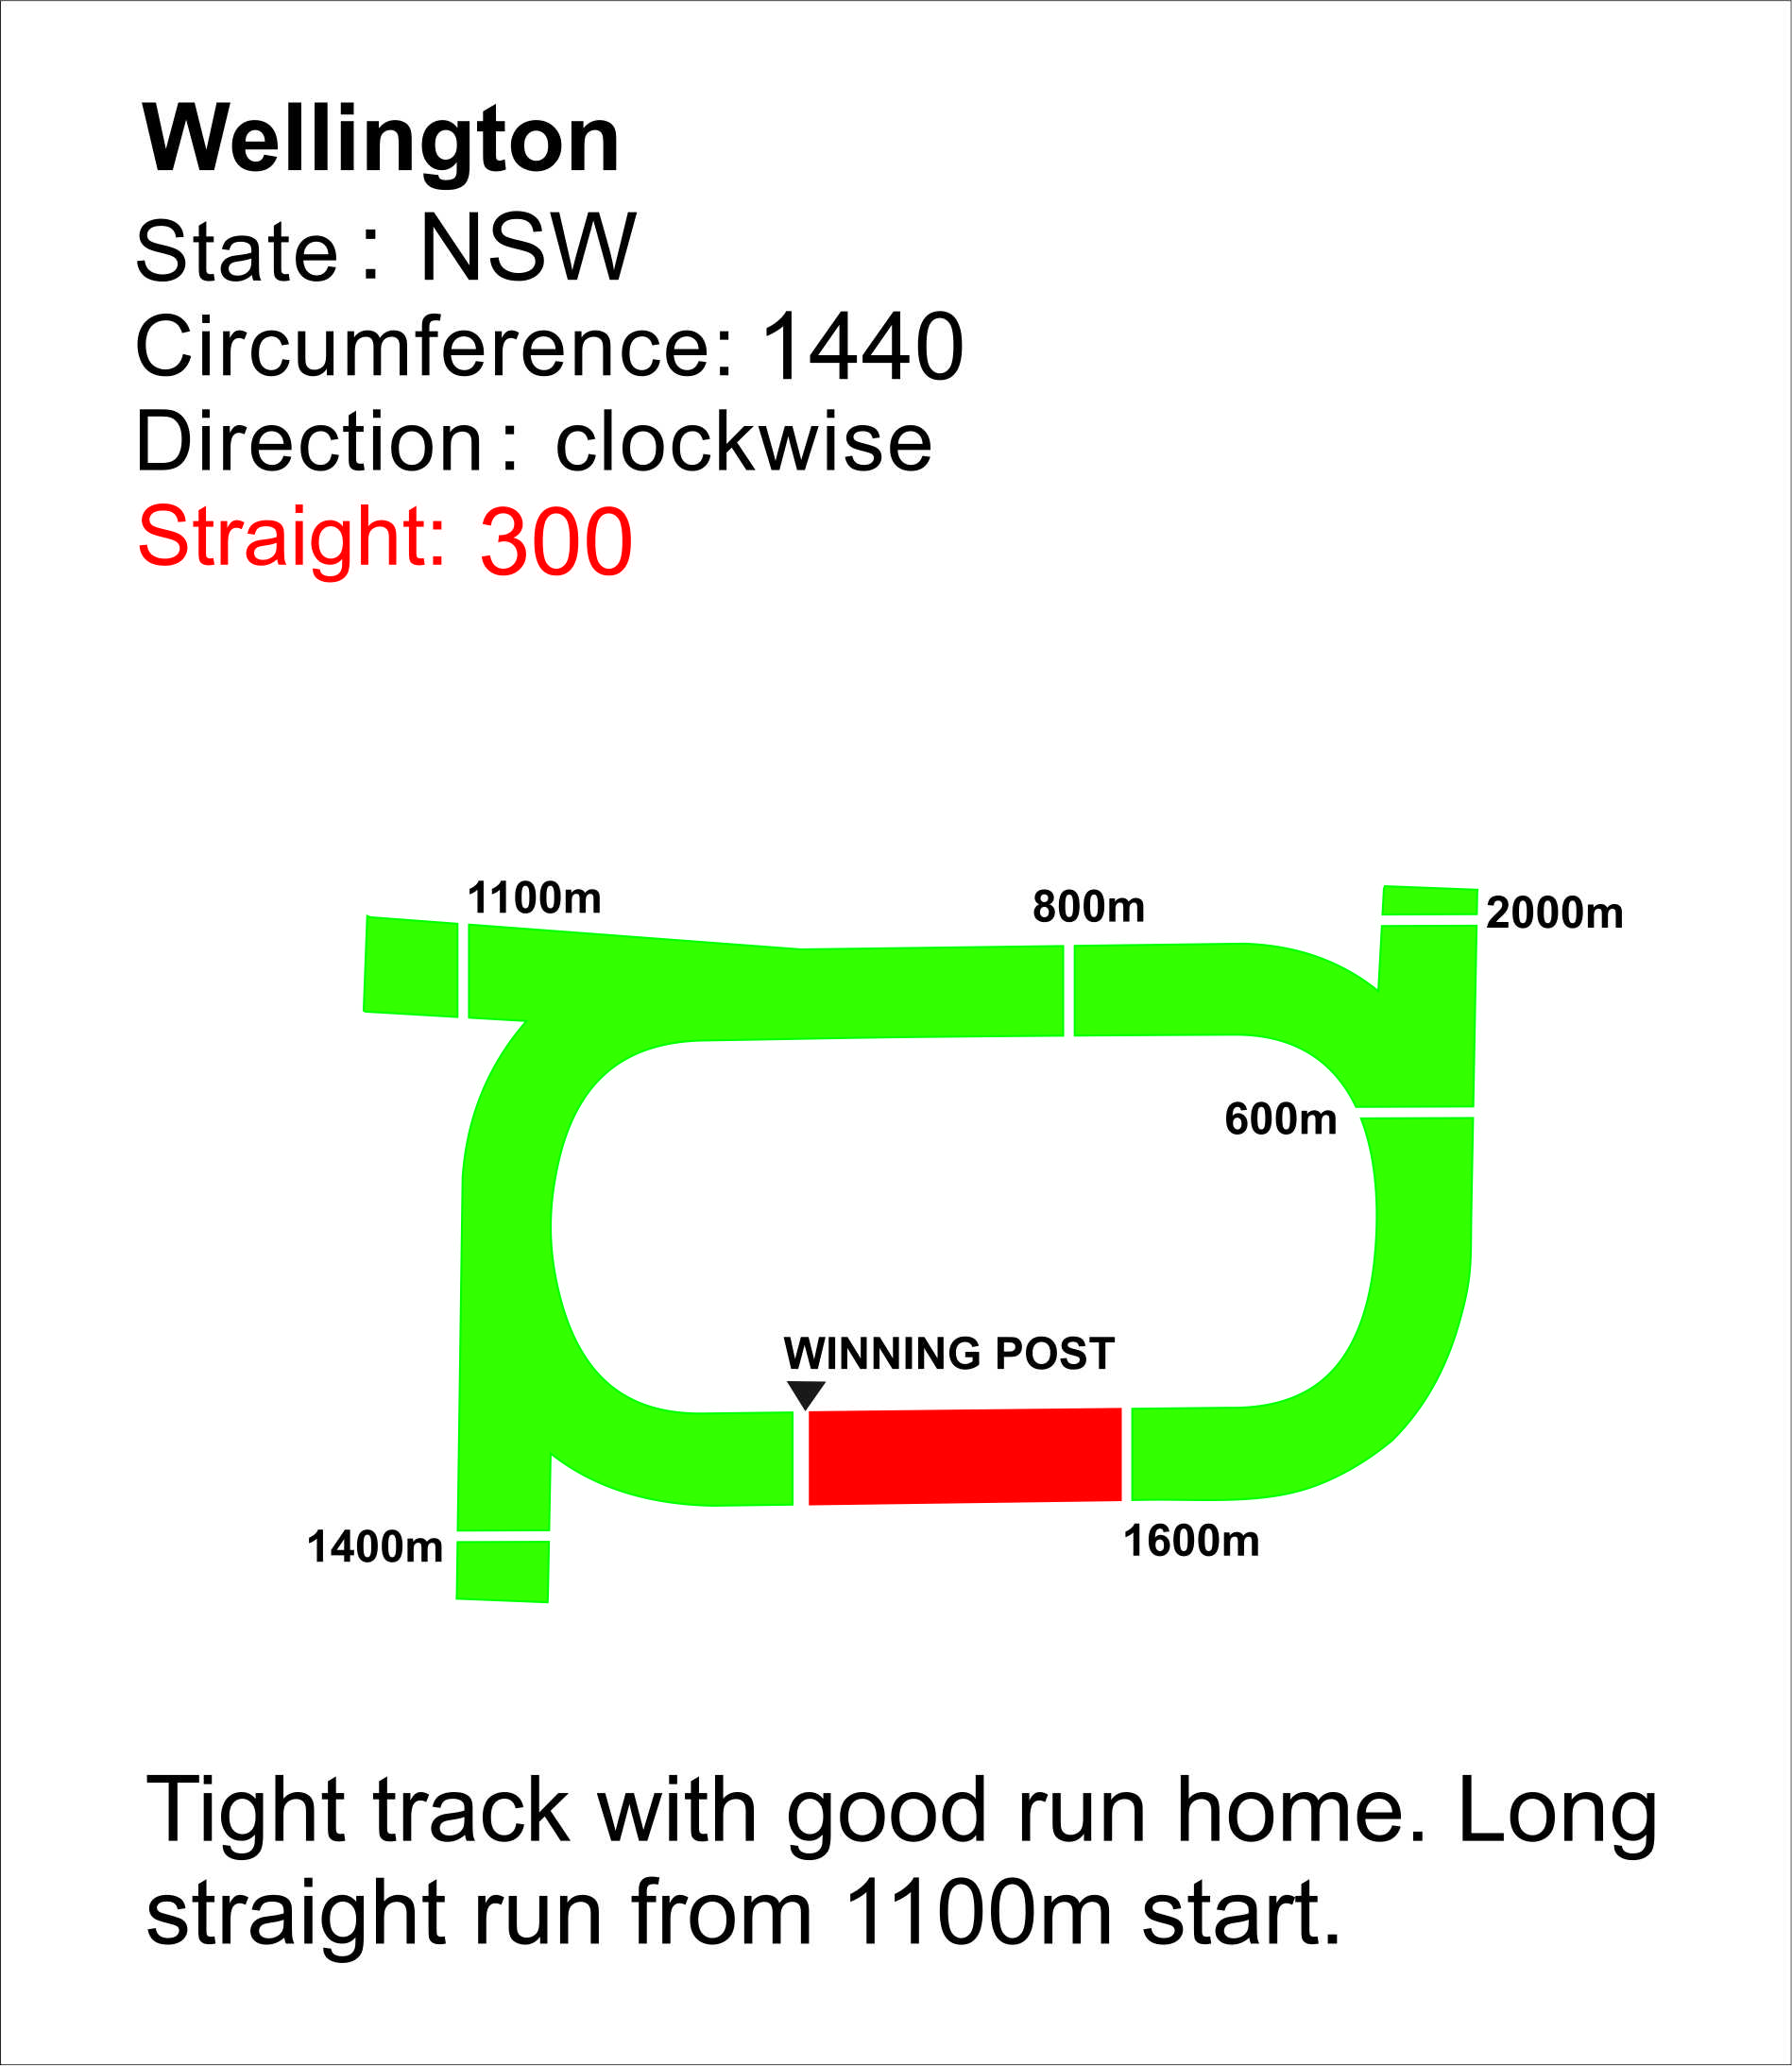 Wellington
State : NSW
Circumference: 1440
Direction : clockwise
Straight: 300
1100m
800m
2000m
600m
WINNING POST
1400m
1600m
Tight track with good run home. Long
straight run from 1100m start.